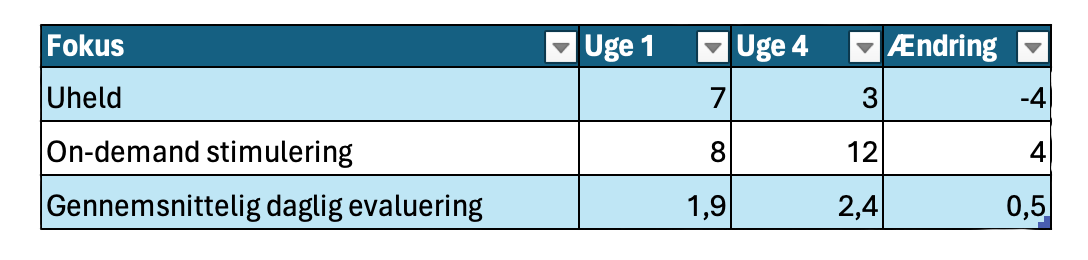 Fokus Uge 1 Uge 4 Ændring
Uheld 7 3 -4
On-demand stimulering 8 12 4
Gennemsnittelig daglig evaluering 1,9 2,4 0,5